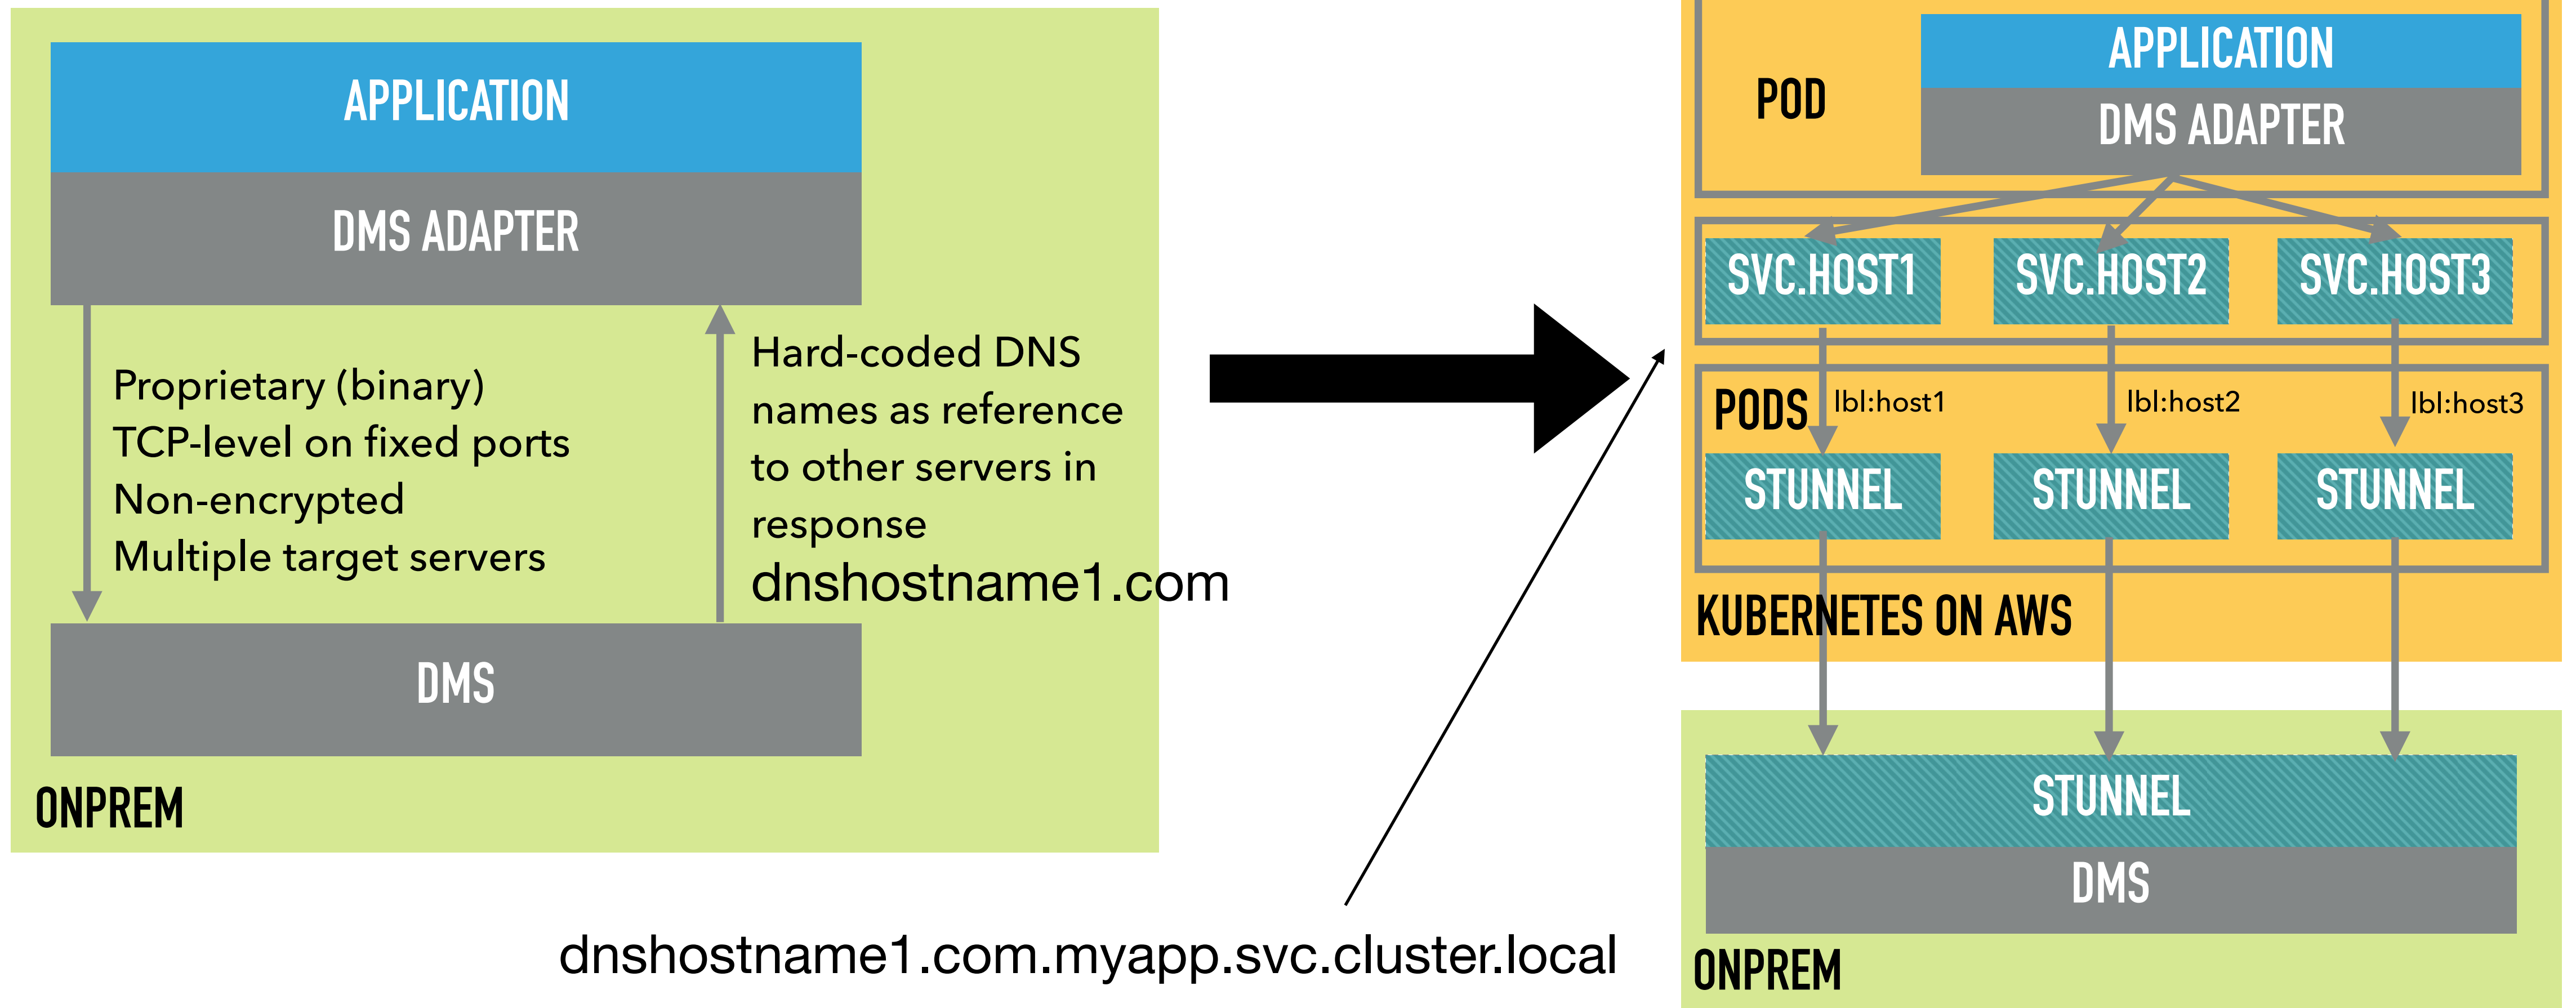 APPLICATION
DMS ADAPTER
Proprietary (binary)
TCP-level on fixed ports
Non-encrypted
Multiple target servers
Hard-coded DNS
names as reference
to other servers in
response
dnshostname1.com
DMS
ONPREM
dnshostname1.com.myapp.svc.cluster.local
POD
APPLICATION
DMS ADAPTER
SVC.HOST1
SVC.HOST2
SVC.HOST3
PODS
lbl:host1
lbl:host2
lbl:host3
STUNNEL
STUNNEL
STUNNEL
KUBERNETES ON AWS
STUNNEL
DMS
ONPREM